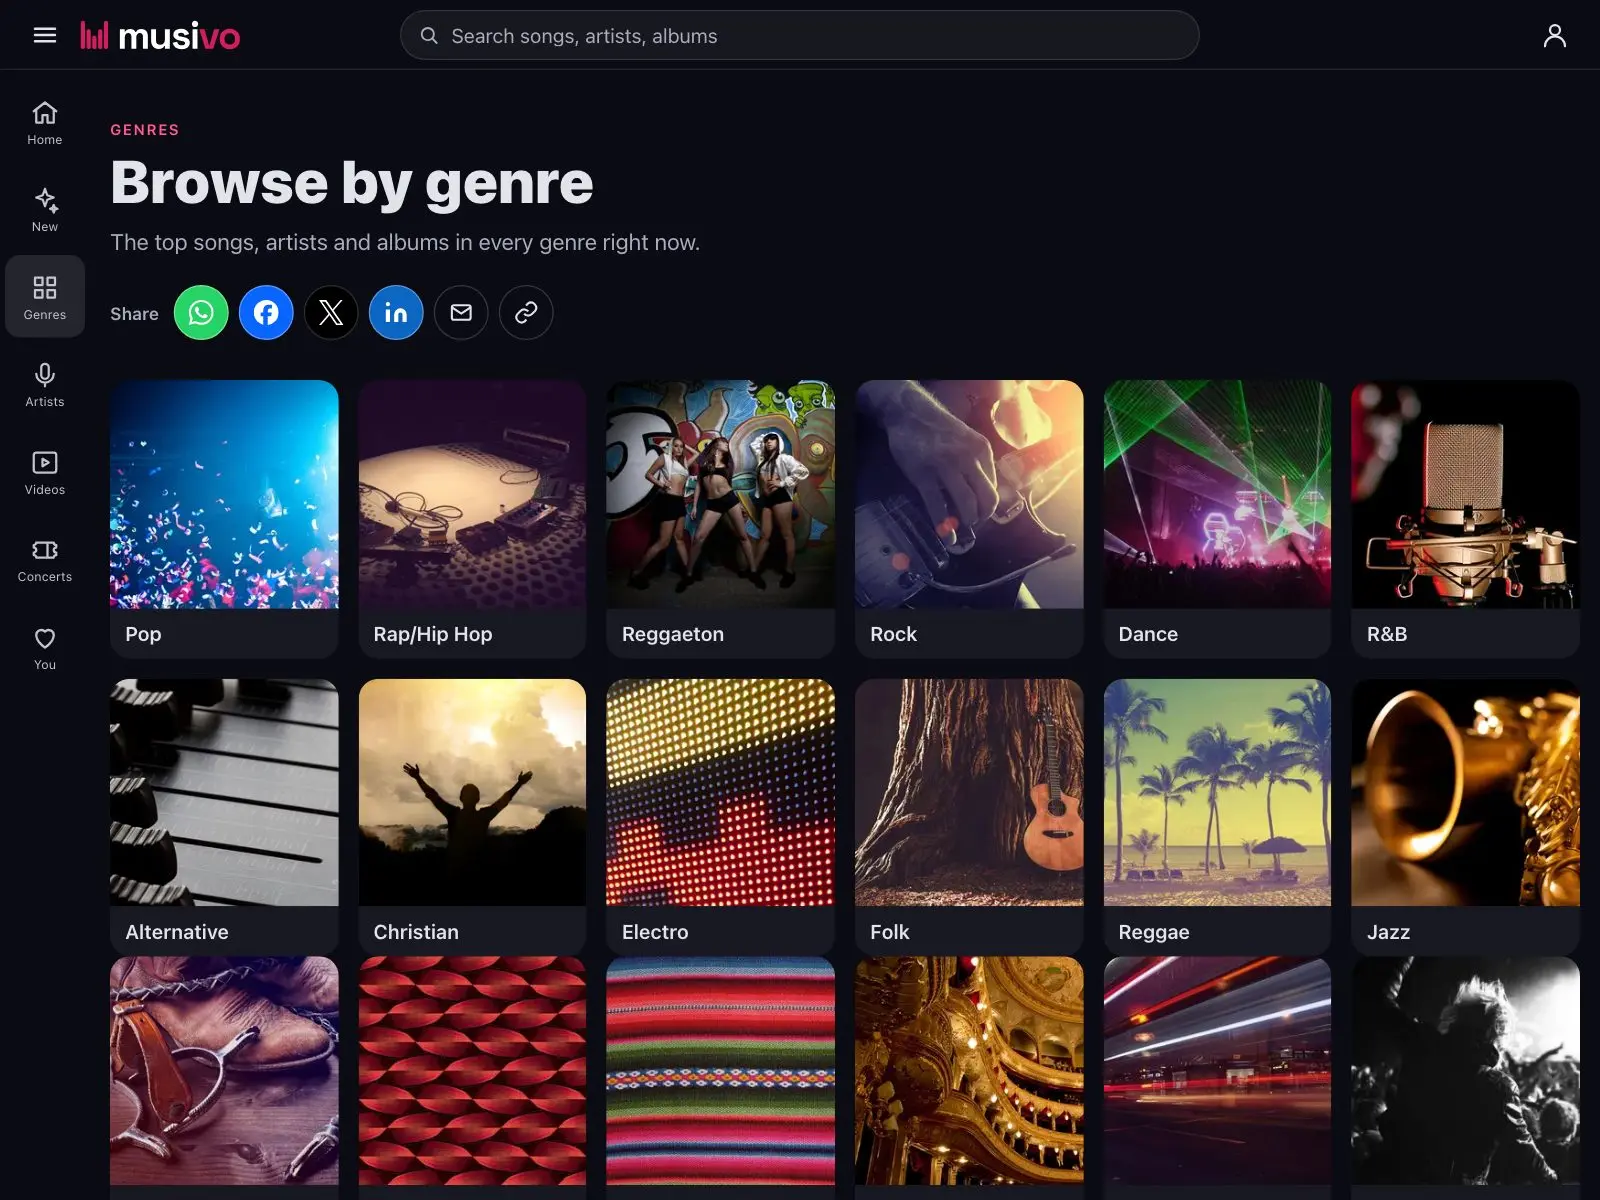 musivo
Search songs, artists, albums
Home
New
Genres
Artists
Videos
Concerts
You
GENRES
Browse by genre
The top songs, artists and albums in every genre right now.
Share
Pop
Rap/Hip Hop
Reggaeton
Rock
Dance
R&B
Alternative
Christian
Electro
Folk
Reggae
Jazz